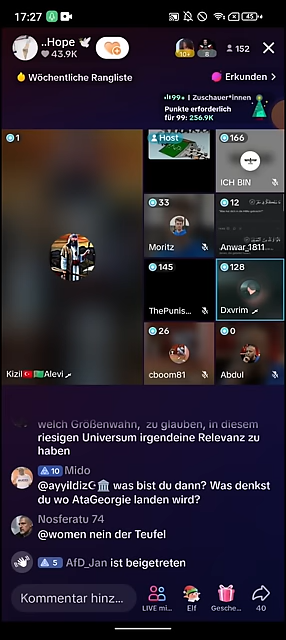 17:27
45
..Hope 🕊
43.9K
10+
8
152
Wöchentliche Rangliste
Erkunden >
99+ | Zuschauer*innen
Punkte erforderlich
für 99: 256.9K
1
Host
166
ICH BIN
33
Moritz
12
Anwar_1811
145
ThePunis...
128
Dxvrim
Kizil🇹🇷🇹🇲Alevi
26
cboom81
0
Abdul
welch Größenwahn, zu glauben, in diesem
riesigen Universum irgendeine Relevanz zu
haben
10 Mido
@ayyildiz☪🏛 was bist du dann? Was denkst
du wo AtaGeorgie landen wird?
Nosferatu 74
@women nein der Teufel
5 AfD_Jan ist beigetreten
Kommentar hinz...
LIVE mi...
Elf
Gesche...
40